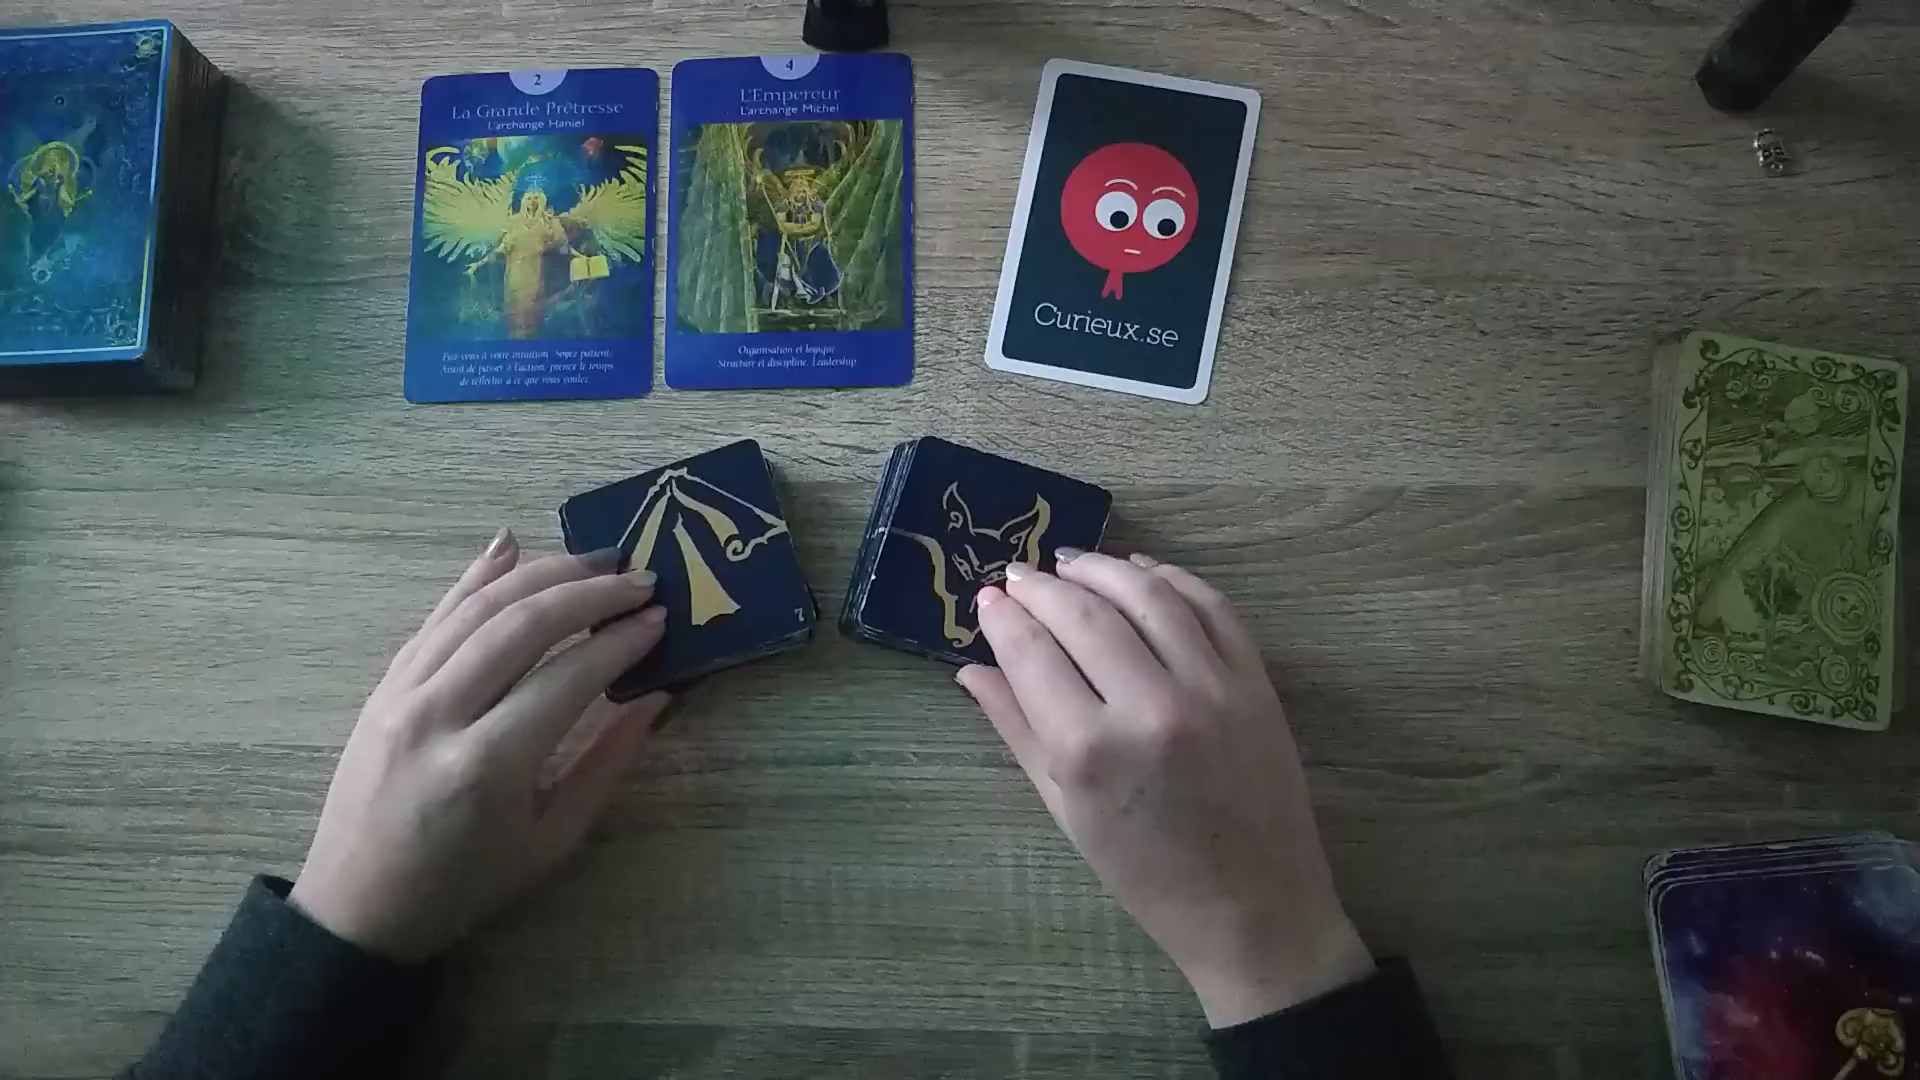 2
La Grande Prêtresse
L'archange Haniel
Fiez-vous à votre intuition. Soyez patient.
Avant de passer à l'action, prenez le temps
de réfléchir à ce que vous voulez.
4
L'Empereur
L'archange Michel
Organisation et logique
Structure et discipline. Leadership
Curieux.se